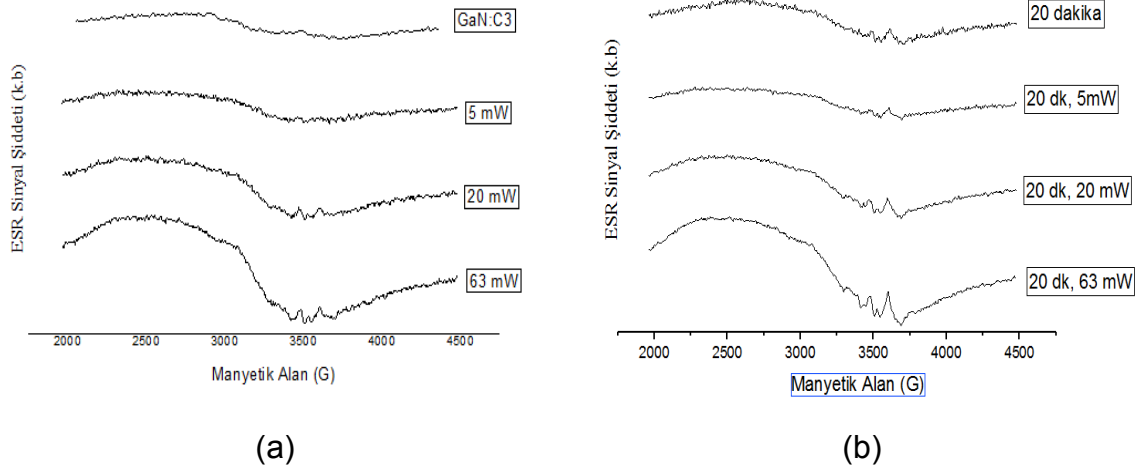 GaN:C3
5 mW
20 mW
63 mW
ESR Sinyal Şiddeti (k.b)
2000 2500 3000 3500 4000 4500
Manyetik Alan (G)
(a)
20 dakika
20 dk, 5mW
20 dk, 20 mW
20 dk, 63 mW
ESR Sinyal Şiddeti (k.b)
2000 2500 3000 3500 4000 4500
Manyetik Alan (G)
(b)